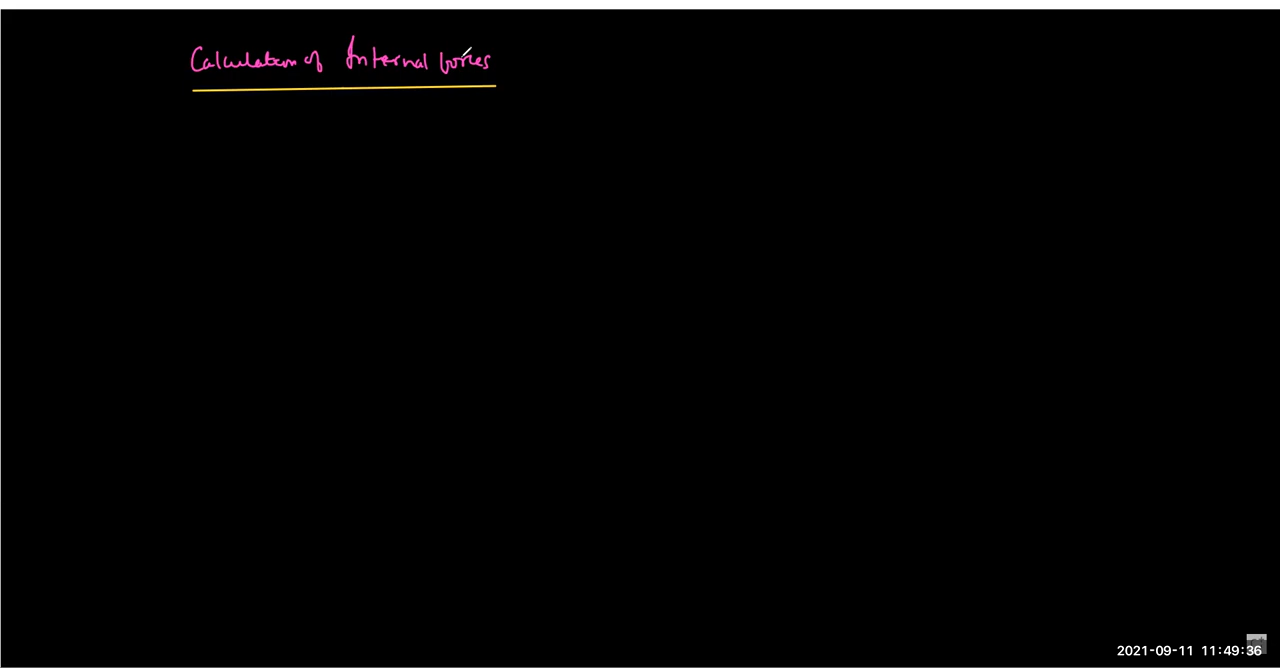 Calculation of Internal forces
2021-09-11 11:49:36